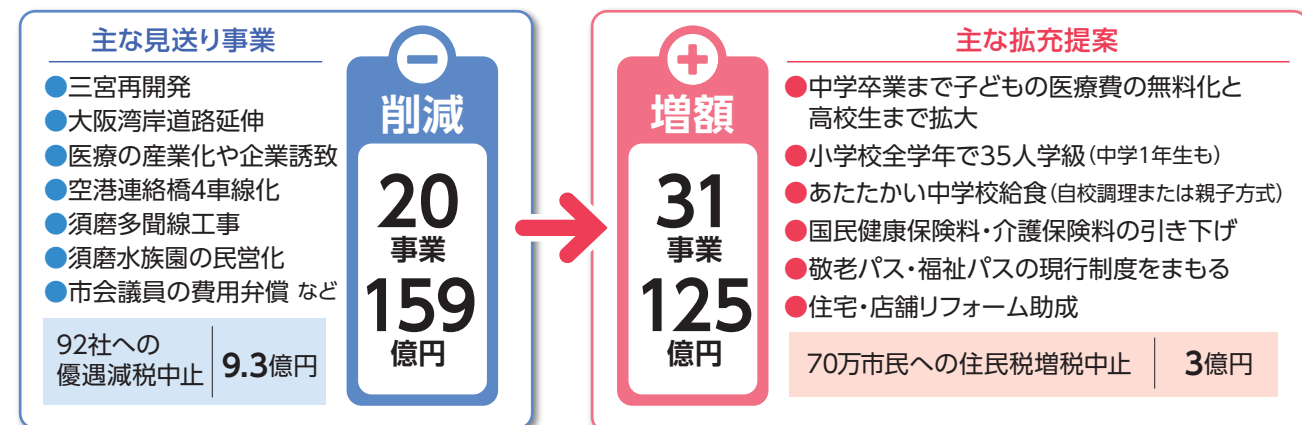 主な見送り事業
●三宮再開発
●大阪湾岸道路延伸
●医療の産業化や企業誘致
●空港連絡橋4車線化
●須磨多聞線工事
●須磨水族園の民営化
●市会議員の費用弁償 など
92社への
優遇減税中止
9.3億円
削減
20
事業
159
億円
増額
31
事業
125
億円
主な拡充提案
●中学卒業まで子どもの医療費の無料化と
高校生まで拡大
●小学校全学年で35人学級(中学1年生も)
●あたたかい中学校給食(自校調理または親子方式)
●国民健康保険料・介護保険料の引き下げ
●敬老パス・福祉パスの現行制度をまもる
●住宅・店舗リフォーム助成
70万市民への住民税増税中止
3億円